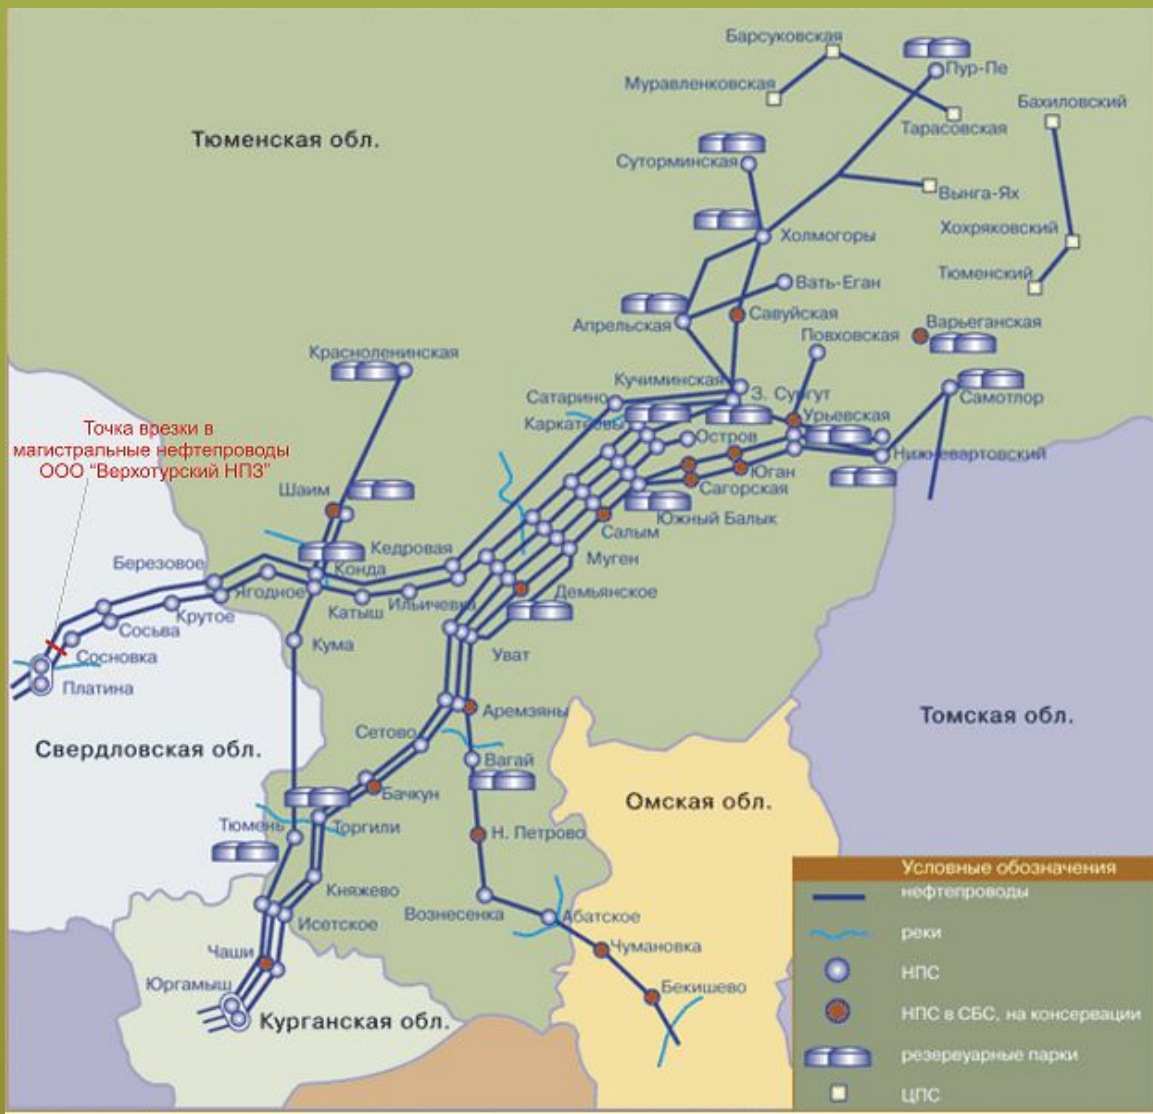 Барсуковская
Пур-Пе
Муравленковская
Бахиловский
Тарасовская
Тюменская обл.
Суторминская
Вынга-Ях
Холмогоры
Хохряковский
Тюменский
Вать-Еган
Апрельская
Савуйская
Варьеганская
Повховская
Красноленинская
Кучиминская
Сатарино
З. Сургут
Самотлор
Каркатеевы
Урьевская
Точка врезки в
магистральные нефтепроводы
ООО "Верхотурский НПЗ"
Остров
Нижневартовский
Юган
Сагорская
Шаим
Южный Балык
Салым
Кедровая
Муген
Березовое
Конда
Ягодное
Демьянское
Катыш
Ильичевка
Крутое
Сосьва
Кума
Сосновка
Уват
Платина
Аремзяны
Томская обл.
Сетово
Свердловская обл.
Вагай
Бачкун
Омская обл.
Тюмень
Торгили
Н. Петрово
Княжево
Вознесенка
Абатское
Исетское
Чаши
Чумановка
Юргамыш
Бекишево
Курганская обл.
Условные обозначения
нефтепроводы
реки
НПС
НПС в СБС, на консервации
резервуарные парки
ЦПС